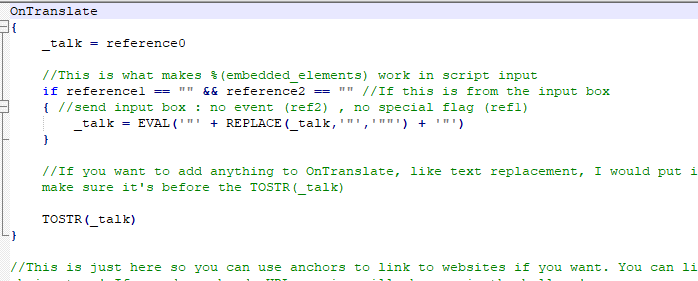 OnTranslate
{
_talk = reference0
//This is what makes %(embedded_elements) work in script input
if reference1 == "" && reference2 == "" //If this is from the input box
{ //send input box : no event (ref2) , no special flag (ref1)
_talk = EVAL('"' + REPLACE(_talk,'"','""') + '"')
}
//If you want to add anything to OnTranslate, like text replacement, I would put i
make sure it's before the TOSTR(_talk)
TOSTR(_talk)
}
//This is just here so you can use anchors to link to websites if you want. You can li